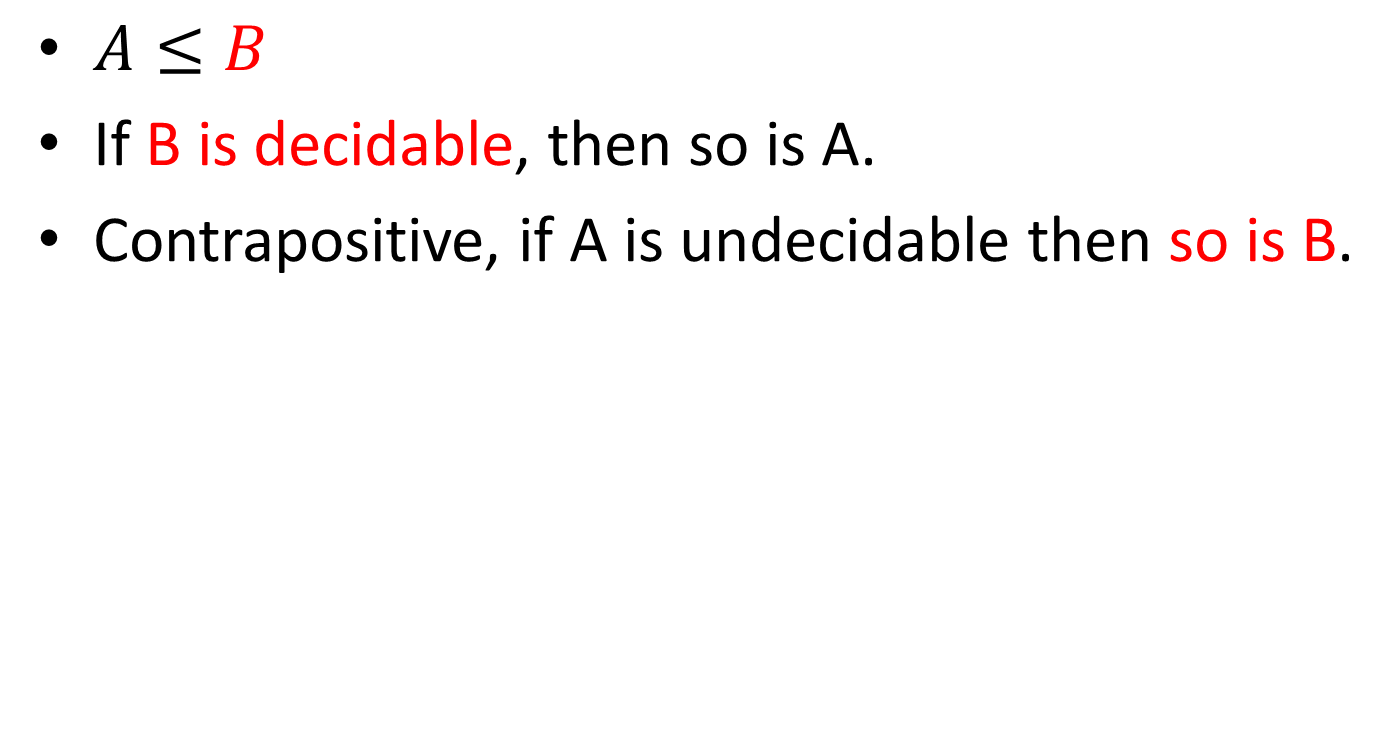 • A ≤ B
• If B is decidable, then so is A.
• Contrapositive, if A is undecidable then so is B.